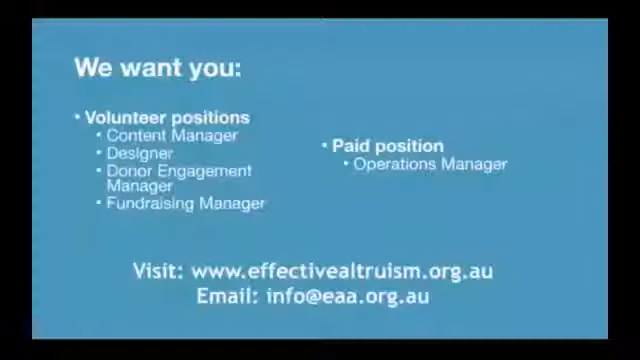 We want you:
• Volunteer positions
• Content Manager
• Designer
• Donor Engagement
Manager
• Fundraising Manager
• Paid position
• Operations Manager
Visit: www.effectivealtruism.org.au
Email: info@eaa.org.au